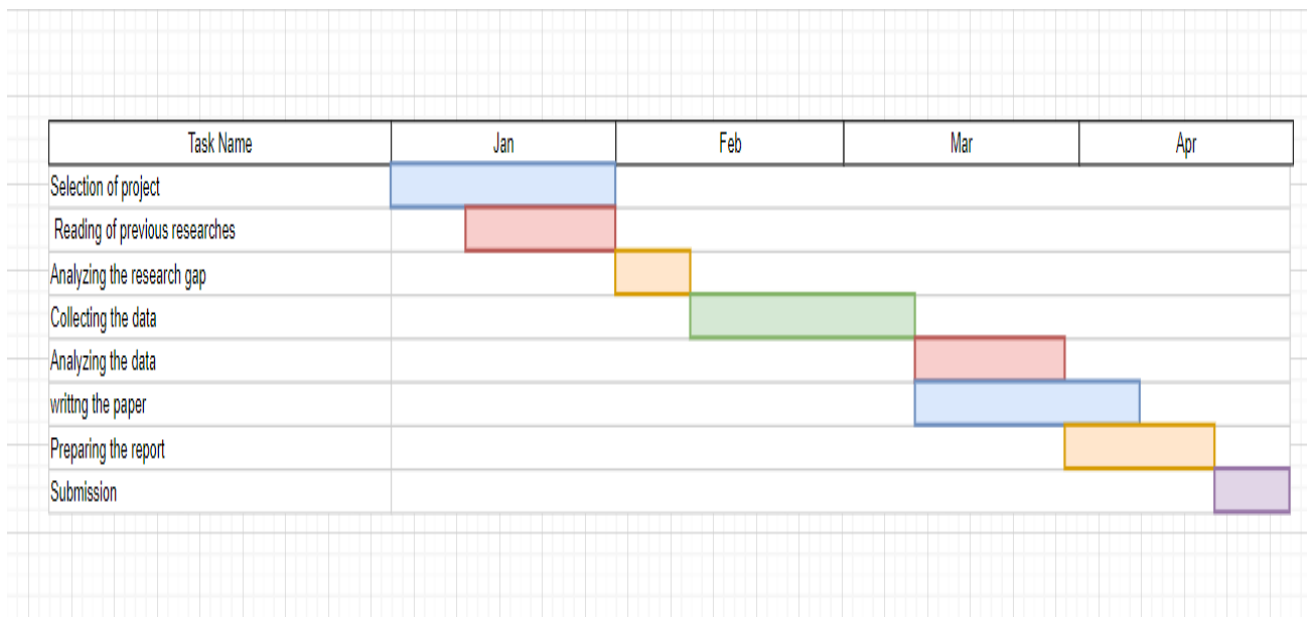 Task Name Jan Feb Mar Apr
Selection of project
Reading of previous researches
Analyzing the research gap
Collecting the data
Analyzing the data
writtng the paper
Preparing the report
Submission